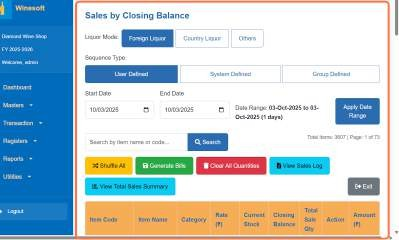 Winesoft
Diamond Wine Shop
FY 2025-2026
Welcome, admin
Dashboard
Masters
Transaction
Registers
Reports
Utilities
Logout
Sales by Closing Balance
Liquor Mode: Foreign Liquor Country Liquor Others
Sequence Type:
User Defined System Defined Group Defined
Start Date End Date
10/03/2025 10/03/2025
Date Range: 03-Oct-2025 to 03-
Oct-2025 (1 days)
Apply Date
Range
Search by item name or code... Search
Total Items: 3607 | Page: 1 of 73
Shuffle All Generate Bills Clear All Quantities View Sales Log
View Total Sales Summary Exit
Item Code Item Name Category Rate (₹) Current Stock Closing Balance Total Sale Qty Action Amount (₹)